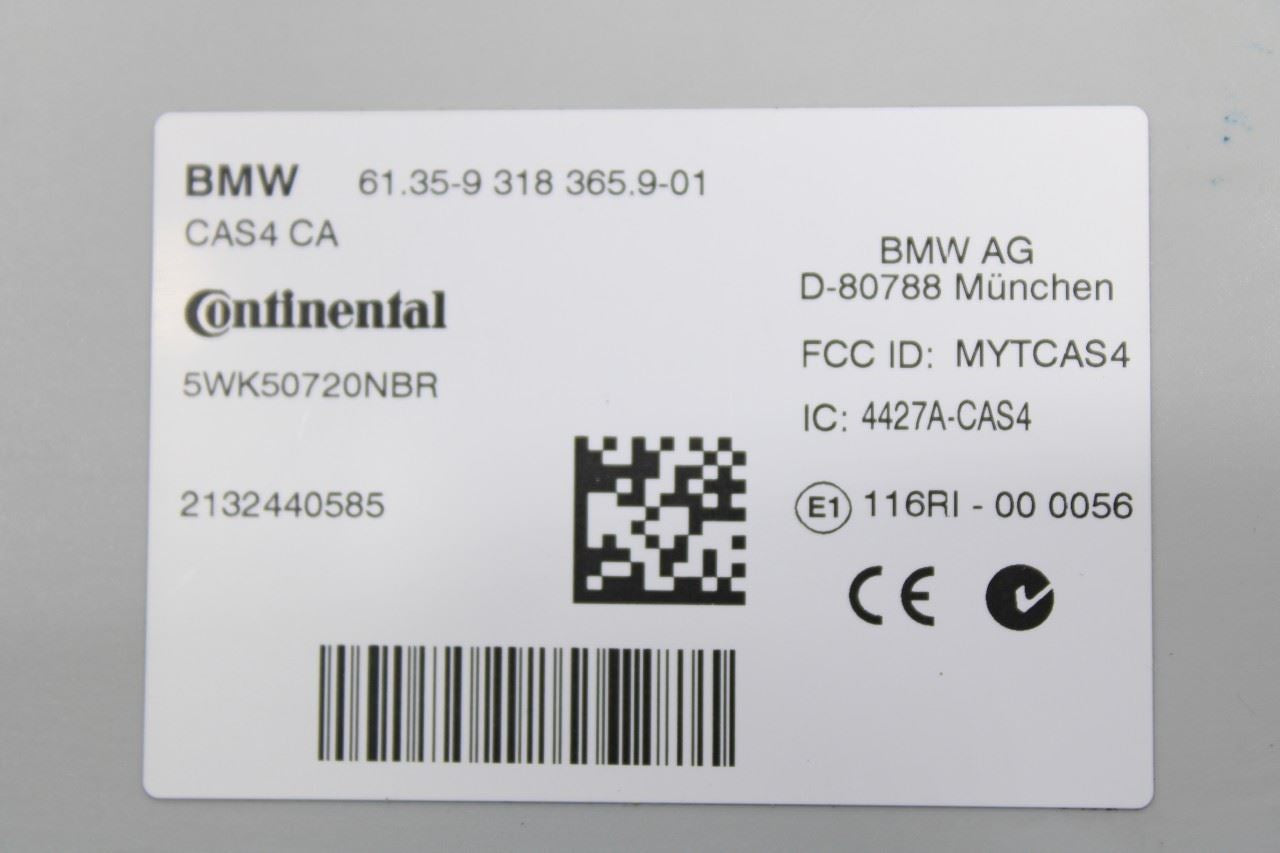 BMW 61.35-9 318 365.9-01
CAS4 CA
Continental
5WK50720NBR
2132440585
BMW AG
D-80788 München
FCC ID: MYTCAS4
IC: 4427A-CAS4
E1 116RI - 00 0056
CE